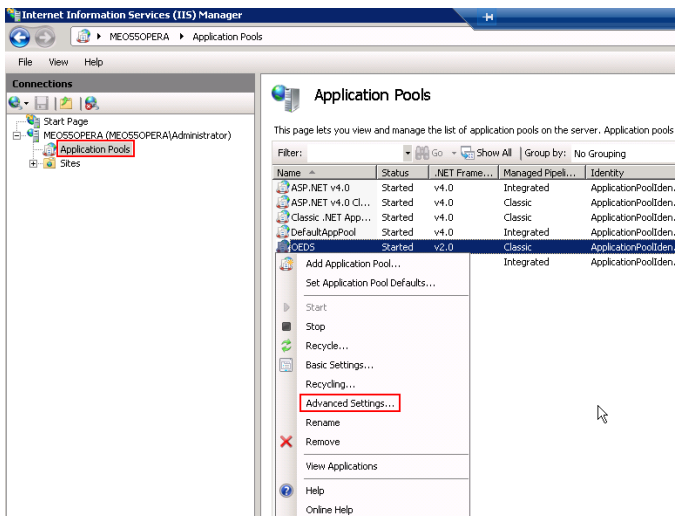 Internet Information Services (IIS) Manager
MEO55OPERA Application Pools
File View Help
Connections
Start Page
MEO55OPERA (MEO55OPERA\Administrator)
Application Pools
Sites
Application Pools
This page lets you view and manage the list of application pools on the server. Application pools
Filter: Go Show All Group by: No Grouping
Name Status .NET Frame... Managed Pipeli... Identity
ASP.NET v4.0 Started v4.0 Integrated ApplicationPoolIden.
ASP.NET v4.0 Cl... Started v4.0 Classic ApplicationPoolIden.
Classic .NET App... Started v4.0 Classic ApplicationPoolIden.
DefaultAppPool Started v4.0 Integrated ApplicationPoolIden.
OEDS Started v2.0 Classic ApplicationPoolIden.
Integrated ApplicationPoolIden.
Add Application Pool...
Set Application Pool Defaults...
Start
Stop
Recycle...
Basic Settings...
Recycling...
Advanced Settings...
Rename
Remove
View Applications
Help
Online Help